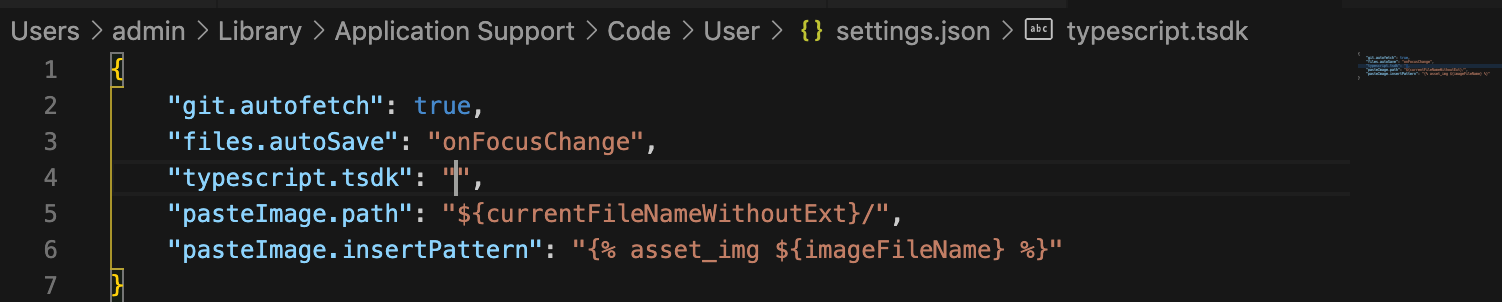 Users > admin > Library > Application Support > Code > User > {} settings.json > abc typescript.tsdk
1 {
2 "git.autofetch": true,
3 "files.autoSave": "onFocusChange",
4 "typescript.tsdk": "",
5 "pasteImage.path": "${currentFileNameWithoutExt}/",
6 "pasteImage.insertPattern": "{% asset_img ${imageFileName} %}"
7 }